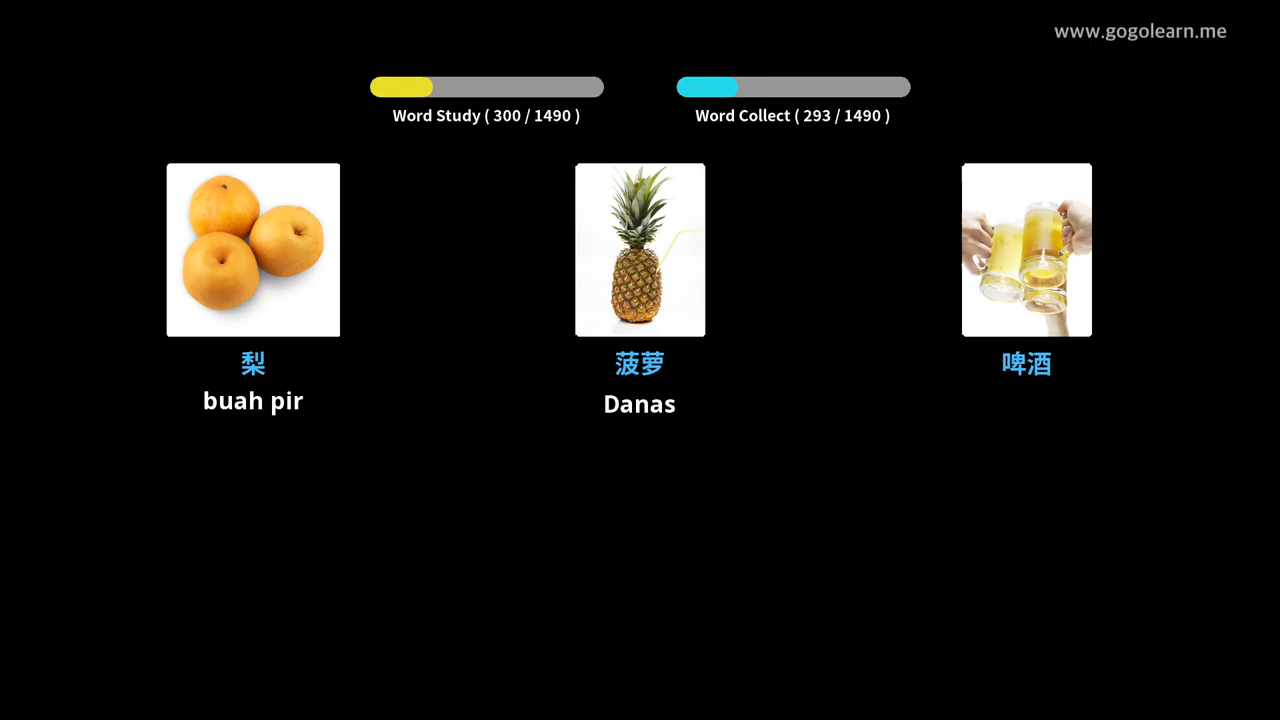 www.gogolearn.me
Word Study ( 300 / 1490 )
Word Collect ( 293 / 1490 )
梨
buah pir
菠萝
Danas
啤酒